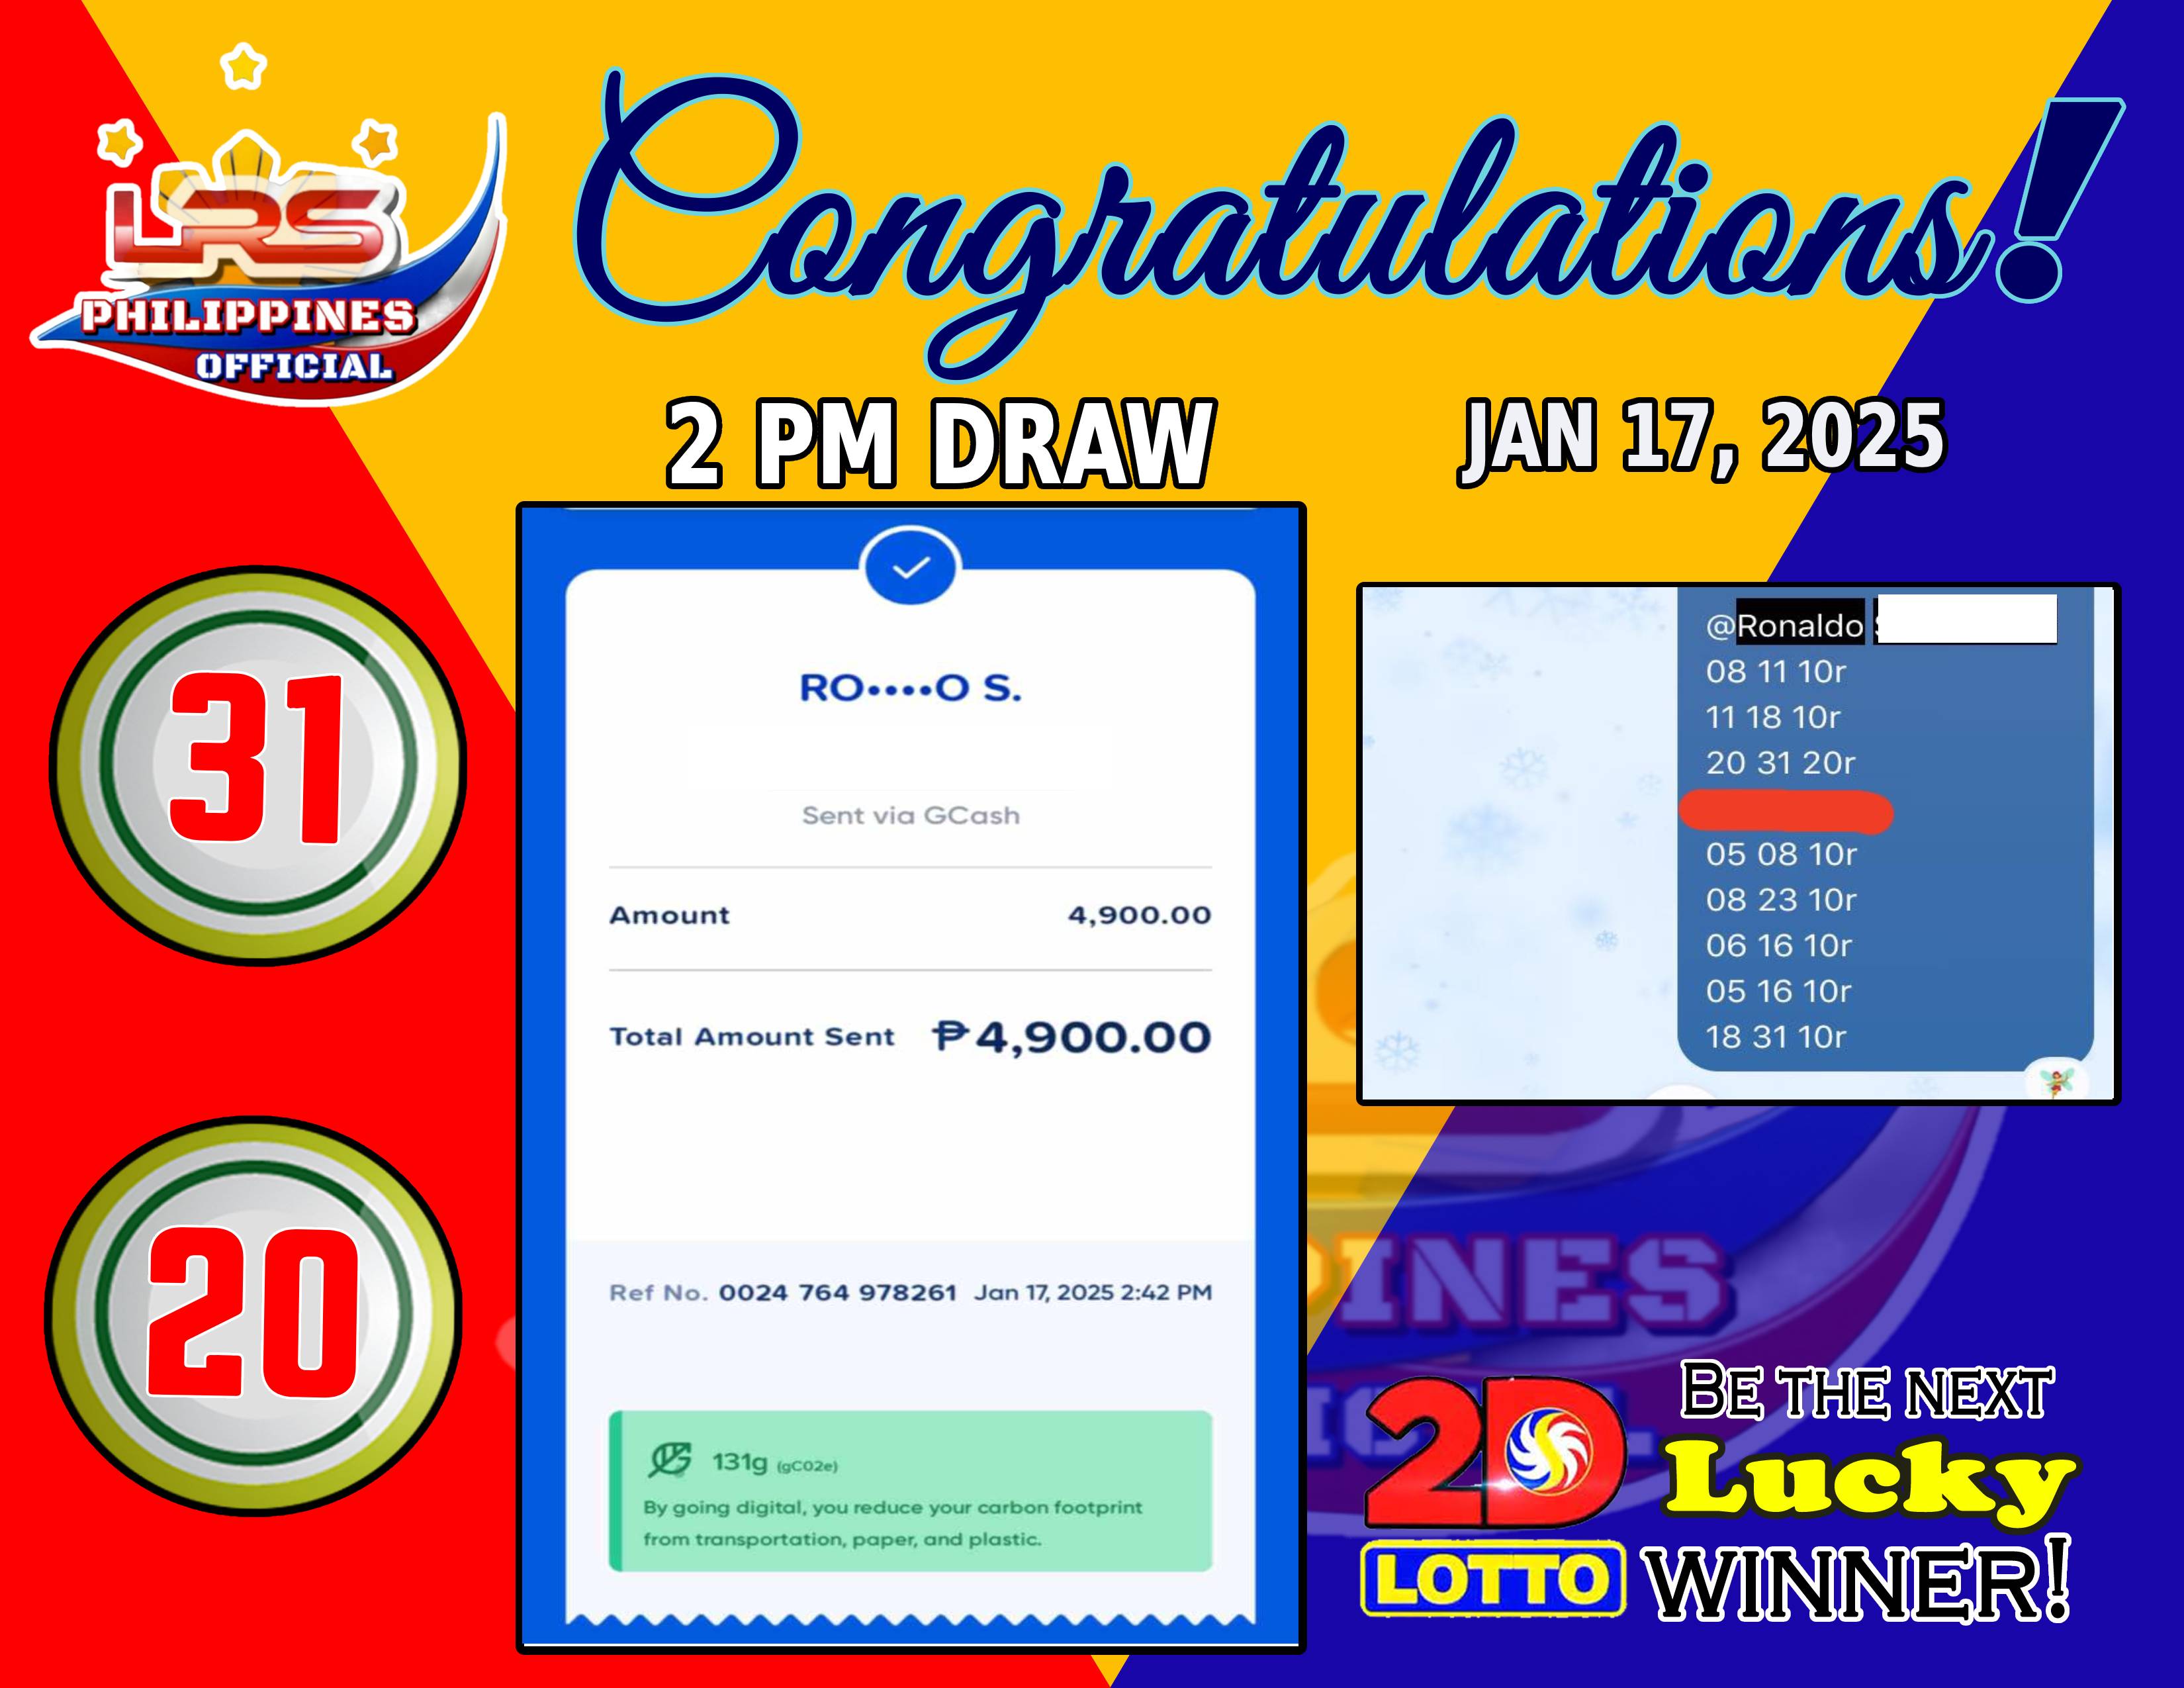 LRS
PHILIPPINES
OFFICIAL
Congratulations!
2 PM DRAW
JAN 17, 2025
31
20
RO••••O S.
Sent via GCash
Amount 4,900.00
Total Amount Sent ₱4,900.00
Ref No. 0024 764 978261 Jan 17, 2025 2:42 PM
131g (gCO2e)
By going digital, you reduce your carbon footprint
from transportation, paper, and plastic.
@Ronaldo
08 11 10r
11 18 10r
20 31 20r
05 08 10r
08 23 10r
06 16 10r
05 16 10r
18 31 10r
PINES
2D
LOTTO
BE THE NEXT
Lucky
WINNER!